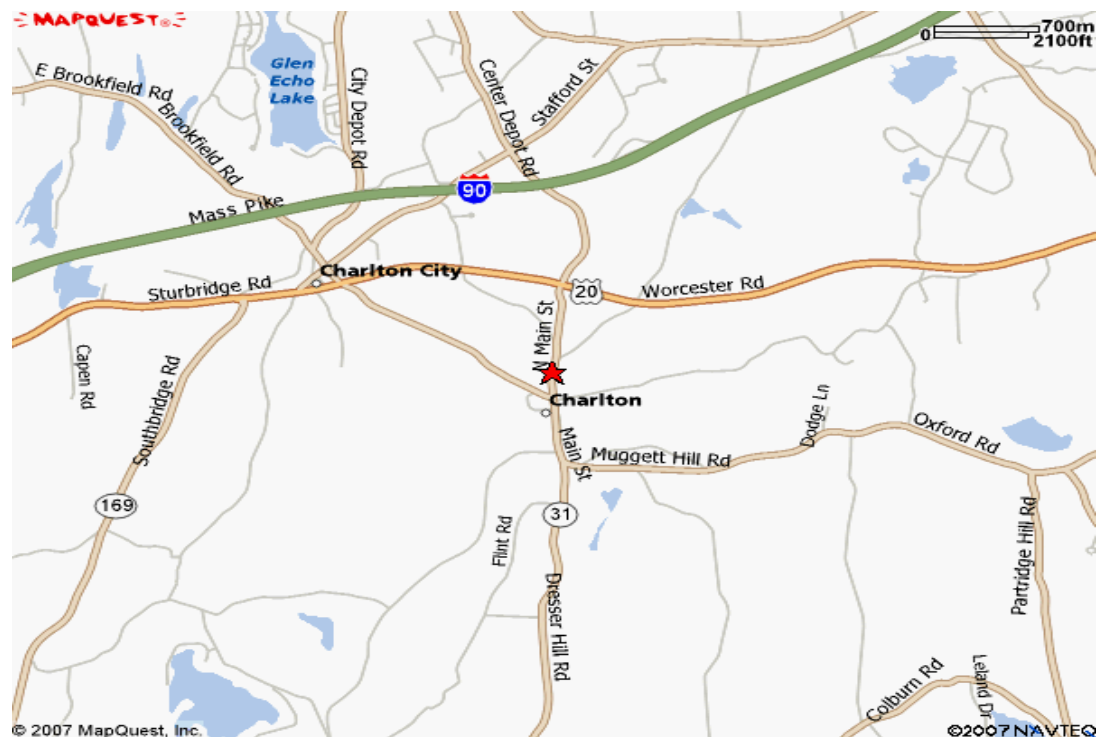 MAPQUEST®
700m
0
2100ft
Glen
Echo
Lake
E Brookfield Rd
Brookfield Rd
City Depot Rd
Center Depot Rd
Stafford St
90
Mass Pike
Charlton City
Sturbridge Rd
20
Worcester Rd
N Main St
Capen Rd
Southbridge Rd
Charlton
Main St
Muggett Hill Rd
Dodge Ln
Oxford Rd
169
31
Flint Rd
Dresser Hill Rd
Partridge Hill Rd
Colburn Rd
Leland Dr
© 2007 MapQuest, Inc.
©2007 NAVTEQ